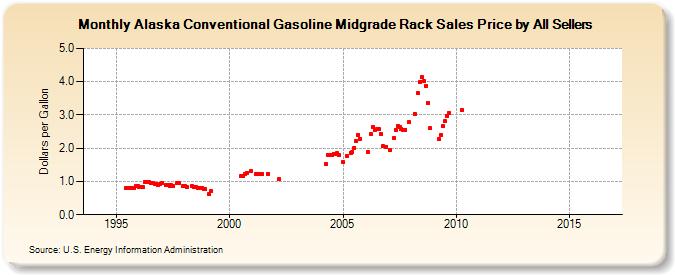 Monthly Alaska Conventional Gasoline Midgrade Rack Sales Price by All Sellers
Dollars per Gallon
5.0
4.0
3.0
2.0
1.0
0.0
1995 2000 2005 2010 2015
Source: U.S. Energy Information Administration